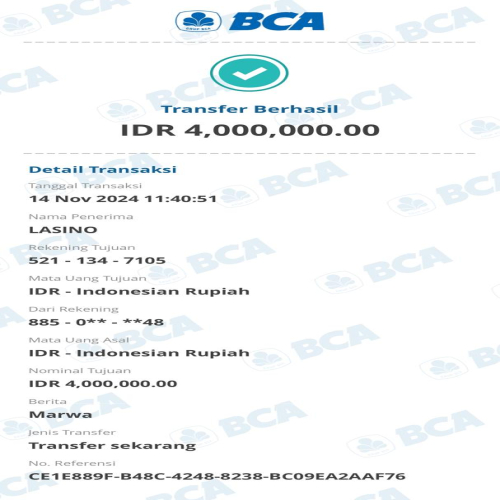 BCA
Transfer Berhasil
IDR 4,000,000.00
Detail Transaksi
Tanggal Transaksi
14 Nov 2024 11:40:51
Nama Penerima
LASINO
Rekening Tujuan
521 - 134 - 7105
Mata Uang Tujuan
IDR - Indonesian Rupiah
Dari Rekening
885 - 0** - **48
Mata Uang Asal
IDR - Indonesian Rupiah
Nominal Tujuan
IDR 4,000,000.00
Berita
Marwa
Jenis Transfer
Transfer sekarang
No. Referensi
CE1E889F-B48C-4248-8238-BC09EA2AAF76